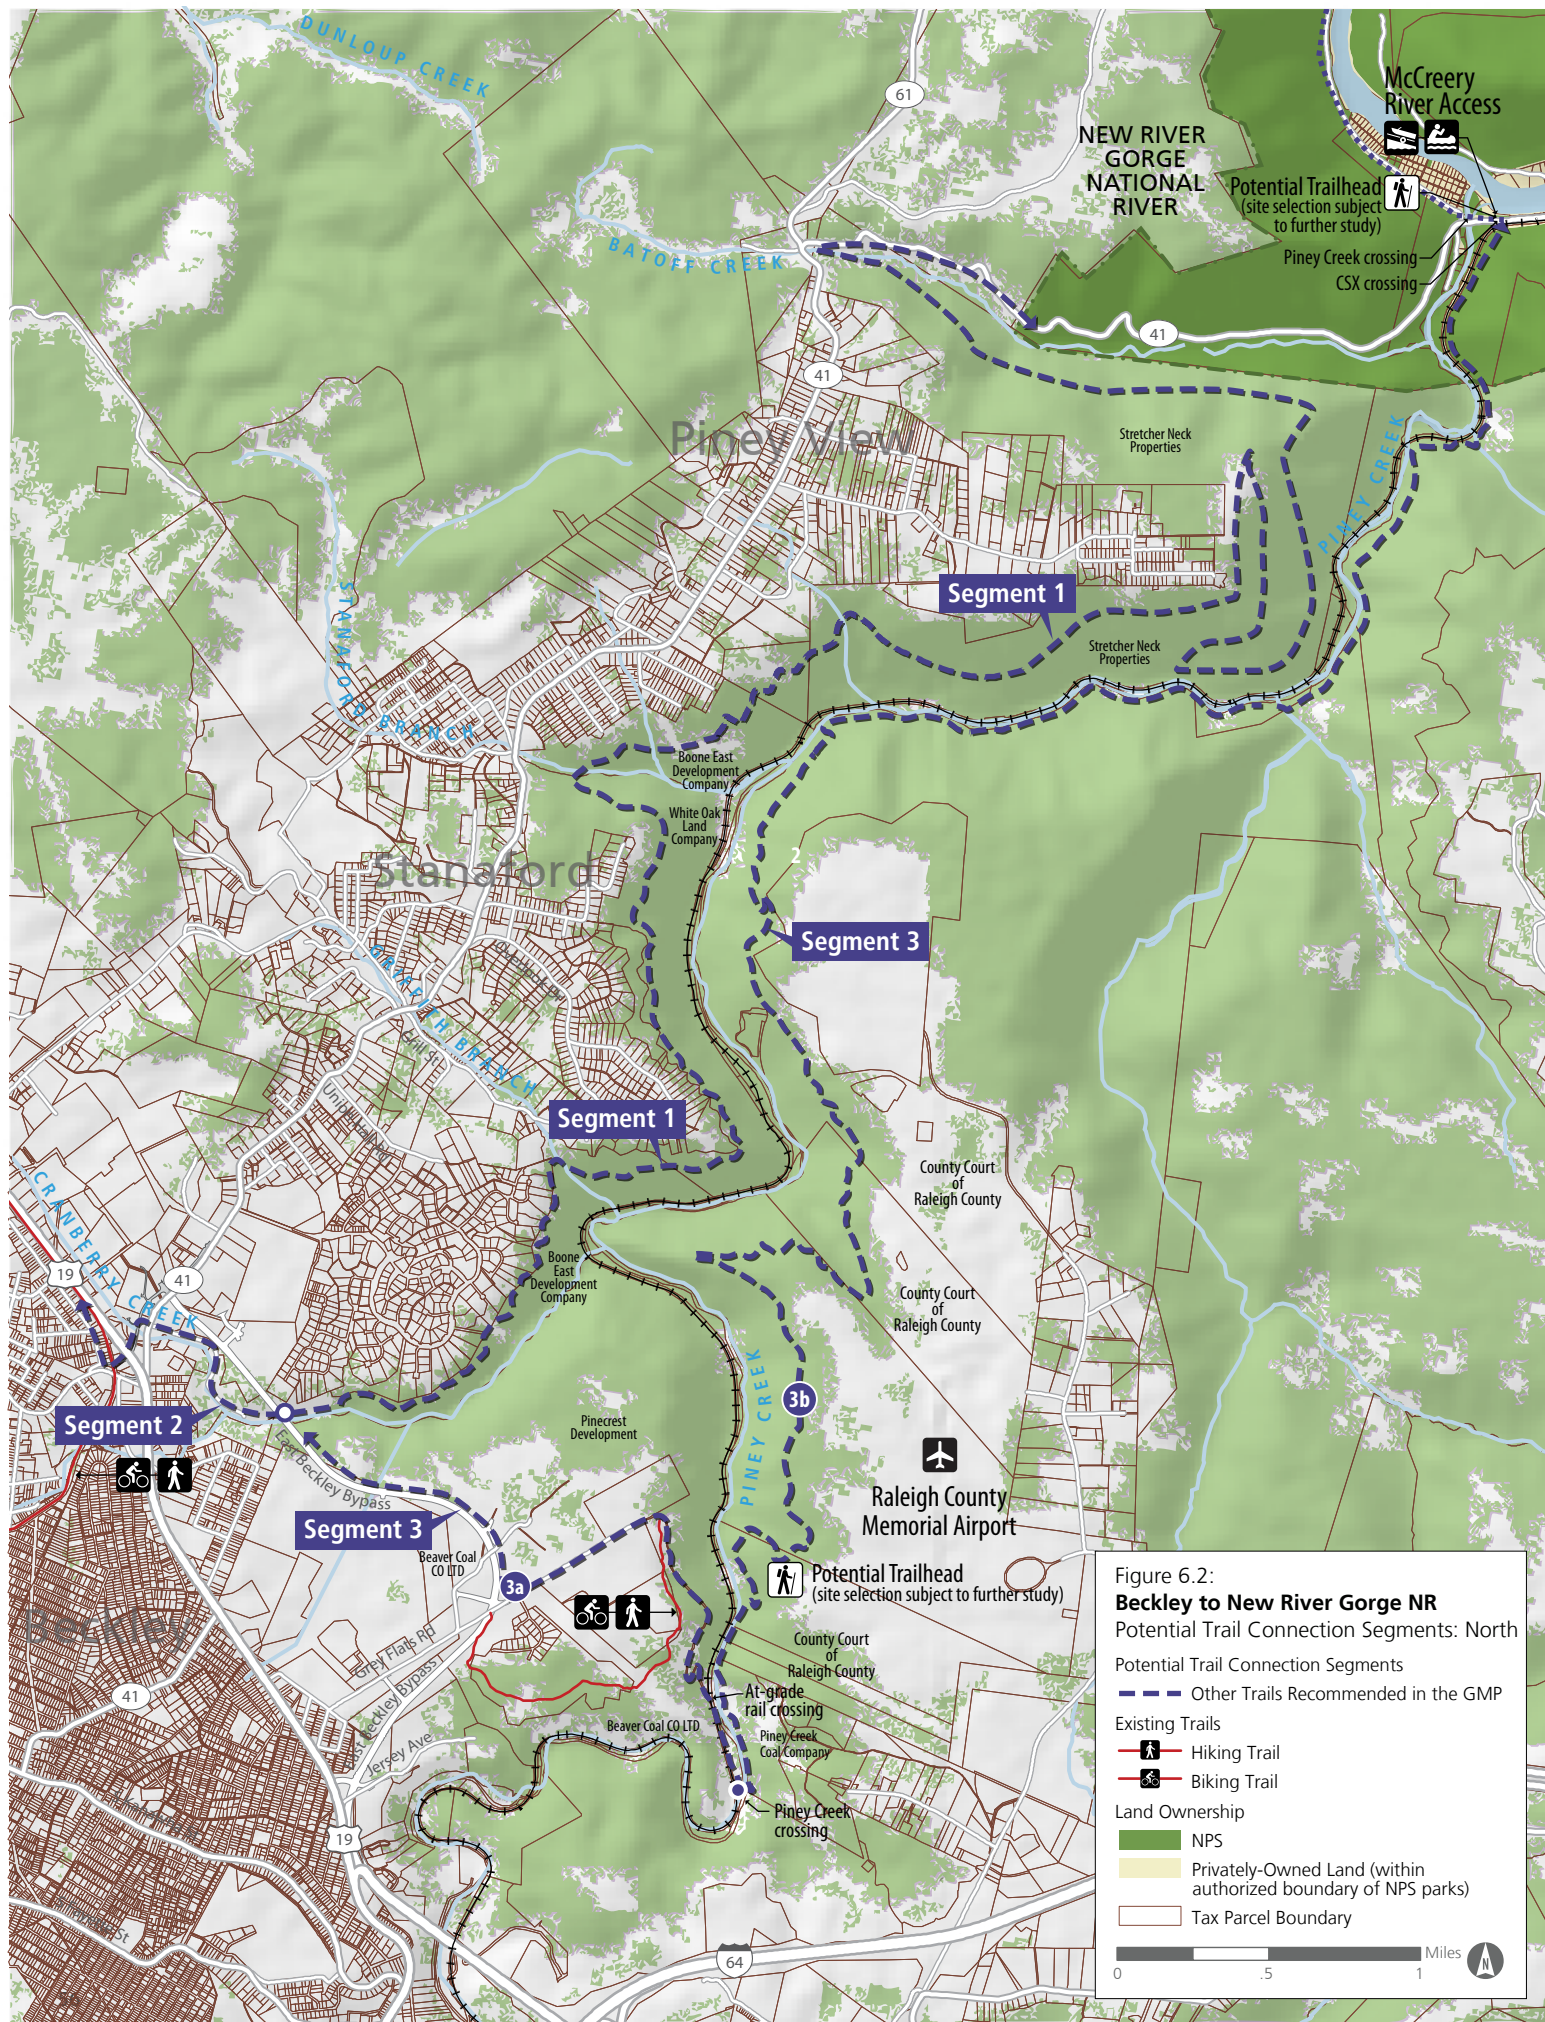 DUNLOUP CREEK
61
McCreery
River Access
NEW RIVER
GORGE
NATIONAL
RIVER
Potential Trailhead
(site selection subject
to further study)
Piney Creek crossing
CSX crossing
BATOFF CREEK
41
41
Piney View
Stretcher Neck
Properties
PINEY CREEK
STANAFORD BRANCH
Segment 1
Stretcher Neck
Properties
Boone East
Development
Company
White Oak
Land
Company
2
Stanaford
Segment 3
GRIFFITH BRANCH
Segment 1
County Court
of
Raleigh County
CRANBERRY CREEK
19
41
Boone
East
Development
Company
County Court
of
Raleigh County
PINEY CREEK
3b
Segment 2
Pinecrest
Development
East Beckley Bypass
Raleigh County
Memorial Airport
Segment 3
Beaver Coal
CO LTD
3a
Potential Trailhead
(site selection subject to further study)
Beckley
Grey Flats Rd
County Court
of
Raleigh County
East Beckley Bypass
At-grade
rail crossing
41
Beaver Coal CO LTD
Piney Creek
Coal Company
Jersey Ave
Piney Creek
crossing
19
64
Figure 6.2:
Beckley to New River Gorge NR
Potential Trail Connection Segments: North
Potential Trail Connection Segments
Other Trails Recommended in the GMP
Existing Trails
Hiking Trail
Biking Trail
Land Ownership
NPS
Privately-Owned Land (within
authorized boundary of NPS parks)
Tax Parcel Boundary
Miles
0 .5 1
N